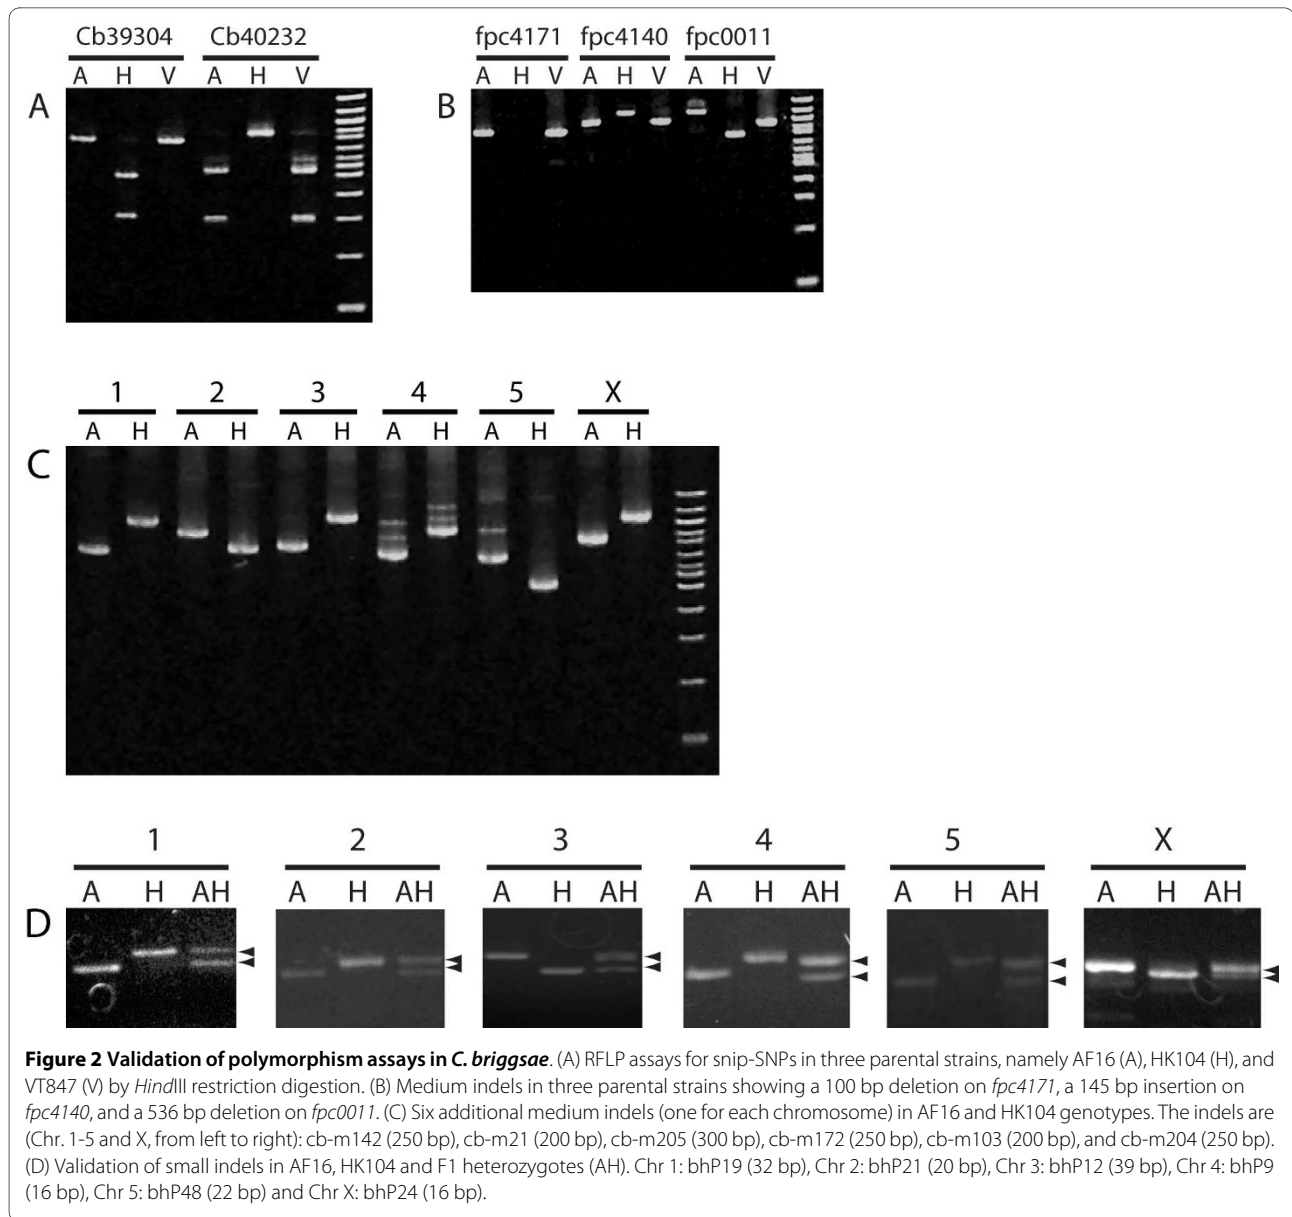 Cb39304 Cb40232
A H V A H V
A
fpc4171 fpc4140 fpc0011
A H V A H V A H V
B
1 2 3 4 5 X
A H A H A H A H A H A H
C
1 2 3 4 5 X
A H AH A H AH A H AH A H AH A H AH A H AH
D
Figure 2 Validation of polymorphism assays in C. briggsae. (A) RFLP assays for snip-SNPs in three parental strains, namely AF16 (A), HK104 (H), and
VT847 (V) by HindIII restriction digestion. (B) Medium indels in three parental strains showing a 100 bp deletion on fpc4171, a 145 bp insertion on
fpc4140, and a 536 bp deletion on fpc0011. (C) Six additional medium indels (one for each chromosome) in AF16 and HK104 genotypes. The indels are
(Chr. 1-5 and X, from left to right): cb-m142 (250 bp), cb-m21 (200 bp), cb-m205 (300 bp), cb-m172 (250 bp), cb-m103 (200 bp), and cb-m204 (250 bp).
(D) Validation of small indels in AF16, HK104 and F1 heterozygotes (AH). Chr 1: bhP19 (32 bp), Chr 2: bhP21 (20 bp), Chr 3: bhP12 (39 bp), Chr 4: bhP9
(16 bp), Chr 5: bhP48 (22 bp) and Chr X: bhP24 (16 bp).